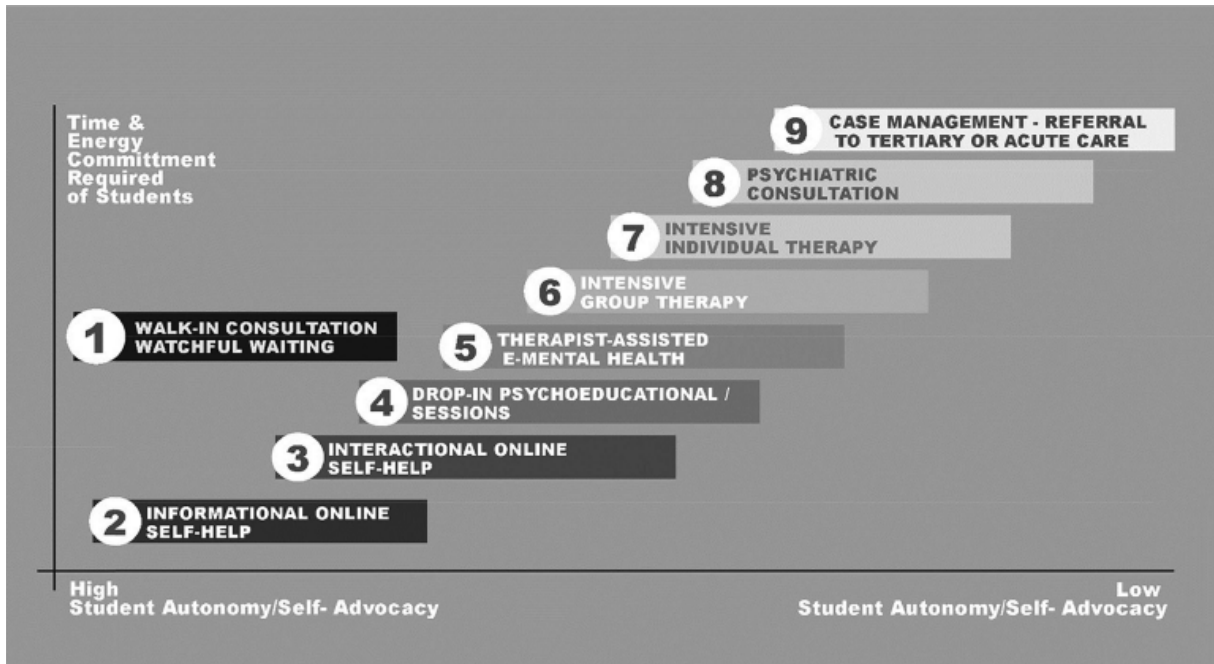 Time &
Energy
Committment
Required
of Students
9 CASE MANAGEMENT - REFERRAL
TO TERTIARY OR ACUTE CARE
8 PSYCHIATRIC
CONSULTATION
7 INTENSIVE
INDIVIDUAL THERAPY
6 INTENSIVE
GROUP THERAPY
1 WALK-IN CONSULTATION
WATCHFUL WAITING
5 THERAPIST-ASSISTED
E-MENTAL HEALTH
4 DROP-IN PSYCHOEDUCATIONAL /
SESSIONS
3 INTERACTIONAL ONLINE
SELF-HELP
2 INFORMATIONAL ONLINE
SELF-HELP
High
Student Autonomy/Self- Advocacy
Low
Student Autonomy/Self- Advocacy